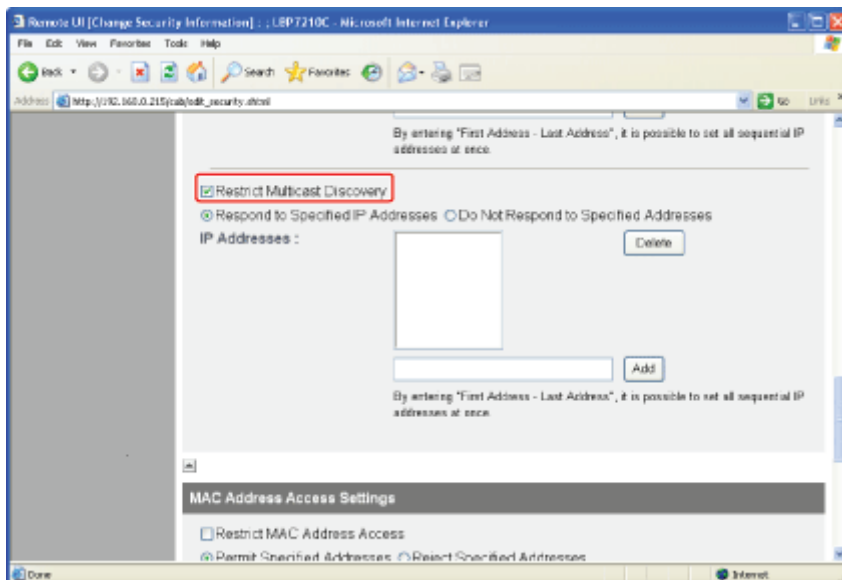 Remote UI [Change Security Information] : ; LBP7210C - Microsoft Internet Explorer
File Edit View Favorites Tools Help
Back Search Favorites
Address http://192.168.0.215/cab/edit_security.shtml Go Links
By entering "First Address - Last Address", it is possible to set all sequential IP
addresses at once.
Restrict Multicast Discovery
Respond to Specified IP Addresses Do Not Respond to Specified Addresses
IP Addresses : Delete
Add
By entering "First Address - Last Address", it is possible to set all sequential IP
addresses at once.
MAC Address Access Settings
Restrict MAC Address Access
Permit Specified Addresses Reject Specified Addresses
Done Internet